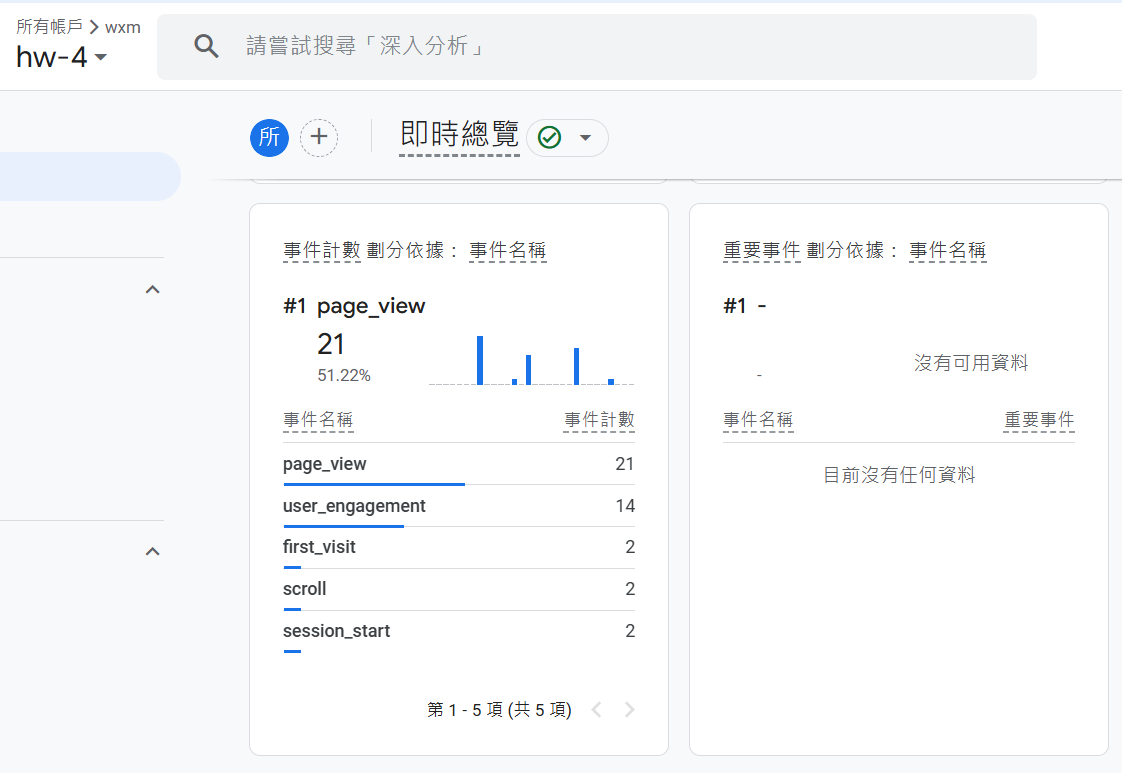 所有帳戶 > wxm
hw-4
請嘗試搜尋「深入分析」
所
即時總覽
事件計數 劃分依據： 事件名稱
#1 page_view
21
51.22%
事件名稱 事件計數
page_view 21
user_engagement 14
first_visit 2
scroll 2
session_start 2
第 1 - 5 項 (共 5 項)
重要事件 劃分依據： 事件名稱
#1 -
-
沒有可用資料
事件名稱 重要事件
目前沒有任何資料